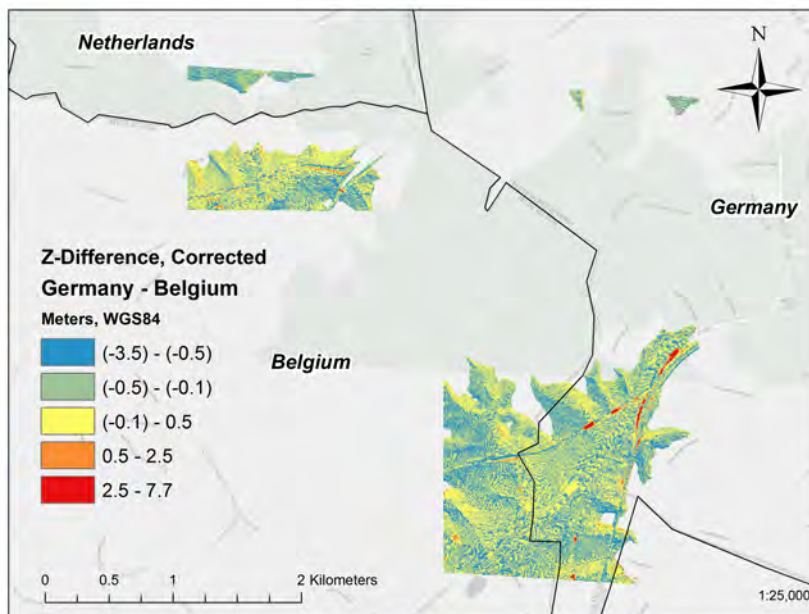 Netherlands
N
Germany
Z-Difference, Corrected
Germany - Belgium
Meters, WGS84
(-3.5) - (-0.5)
(-0.5) - (-0.1)
(-0.1) - 0.5
0.5 - 2.5
2.5 - 7.7
Belgium
0 0.5 1 2 Kilometers
1:25,000